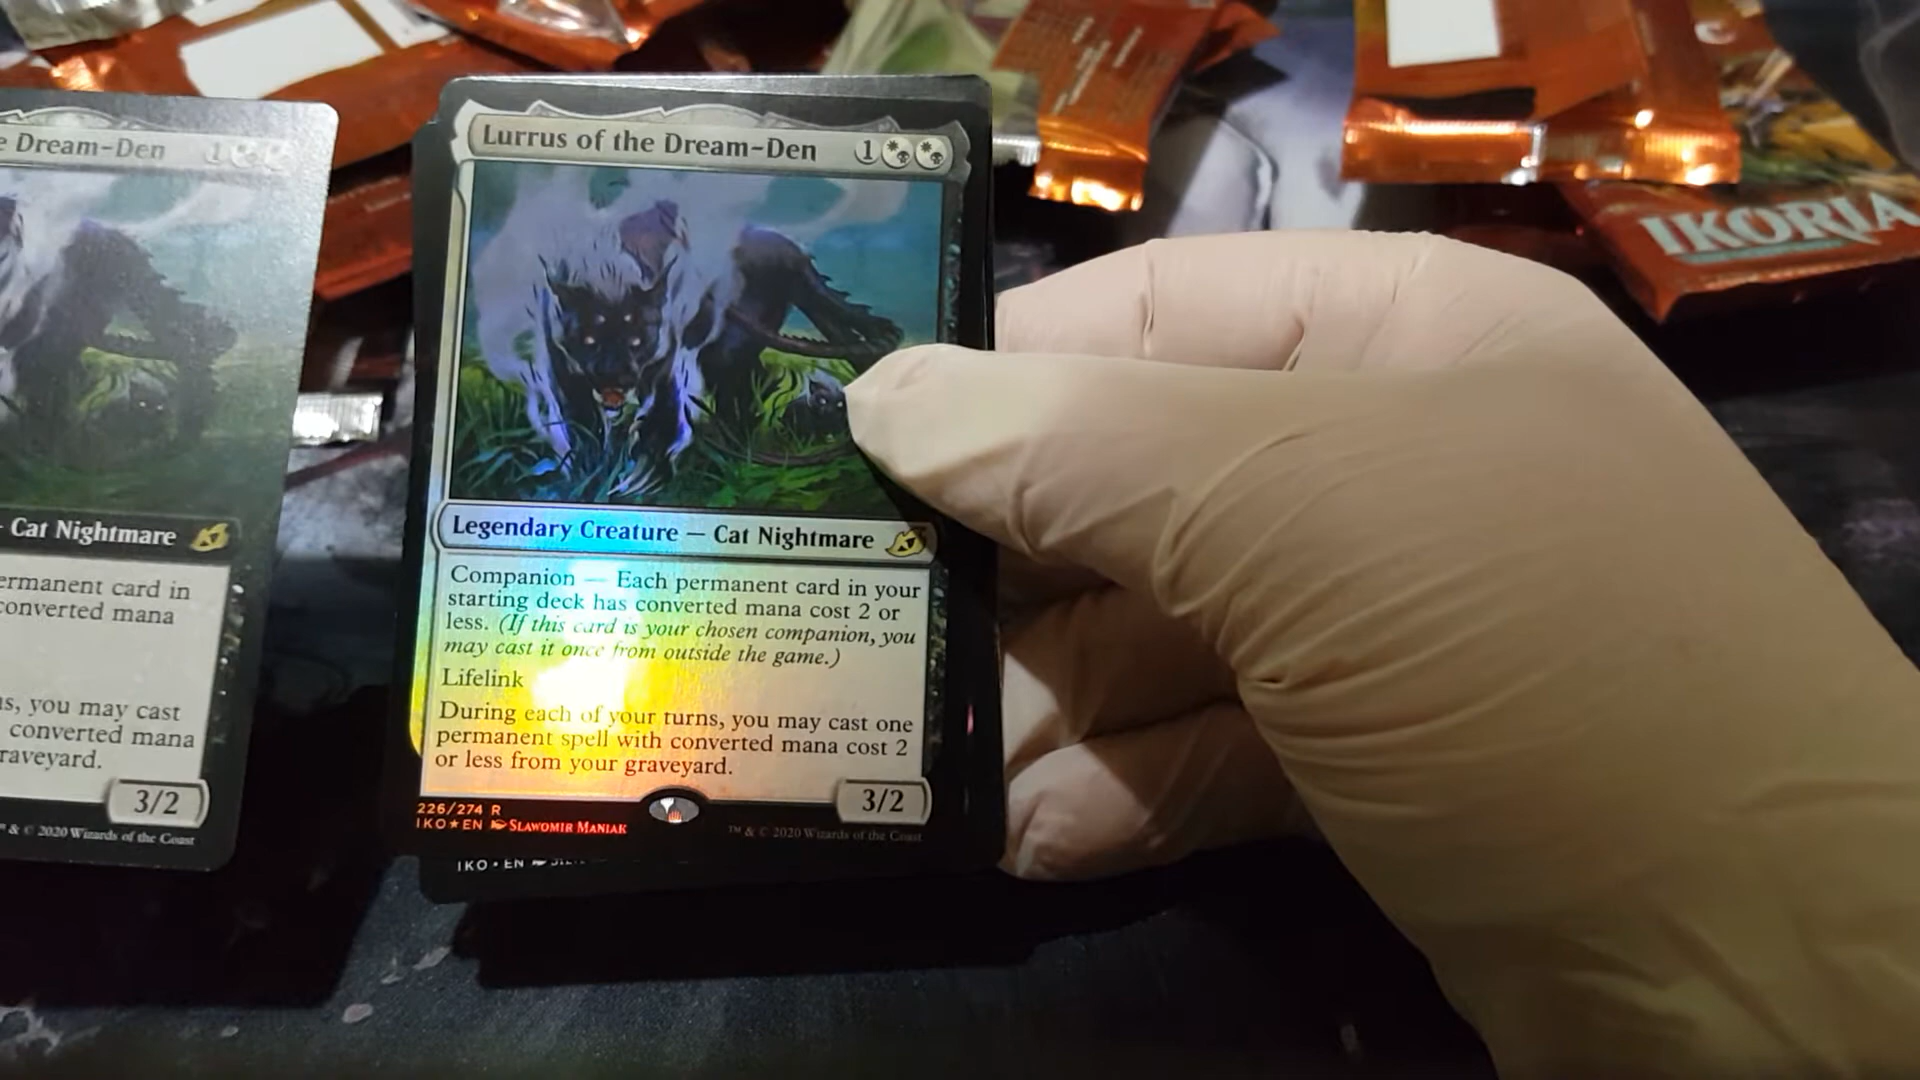 e Dream-Den 1
Cat Nightmare
ermanent card in
converted mana
s, you may cast
converted mana
raveyard.
3/2
& © 2020 Wizards of the Coast
Lurrus of the Dream-Den 1
Legendary Creature — Cat Nightmare
Companion — Each permanent card in your
starting deck has converted mana cost 2 or
less. (If this card is your chosen companion, you
may cast it once from outside the game.)
Lifelink
During each of your turns, you may cast one
permanent spell with converted mana cost 2
or less from your graveyard.
3/2
226/274 R
IKO★EN SLAWOMIR MANIAK
™ & © 2020 Wizards of the Coast
IKO • EN
IKORIA